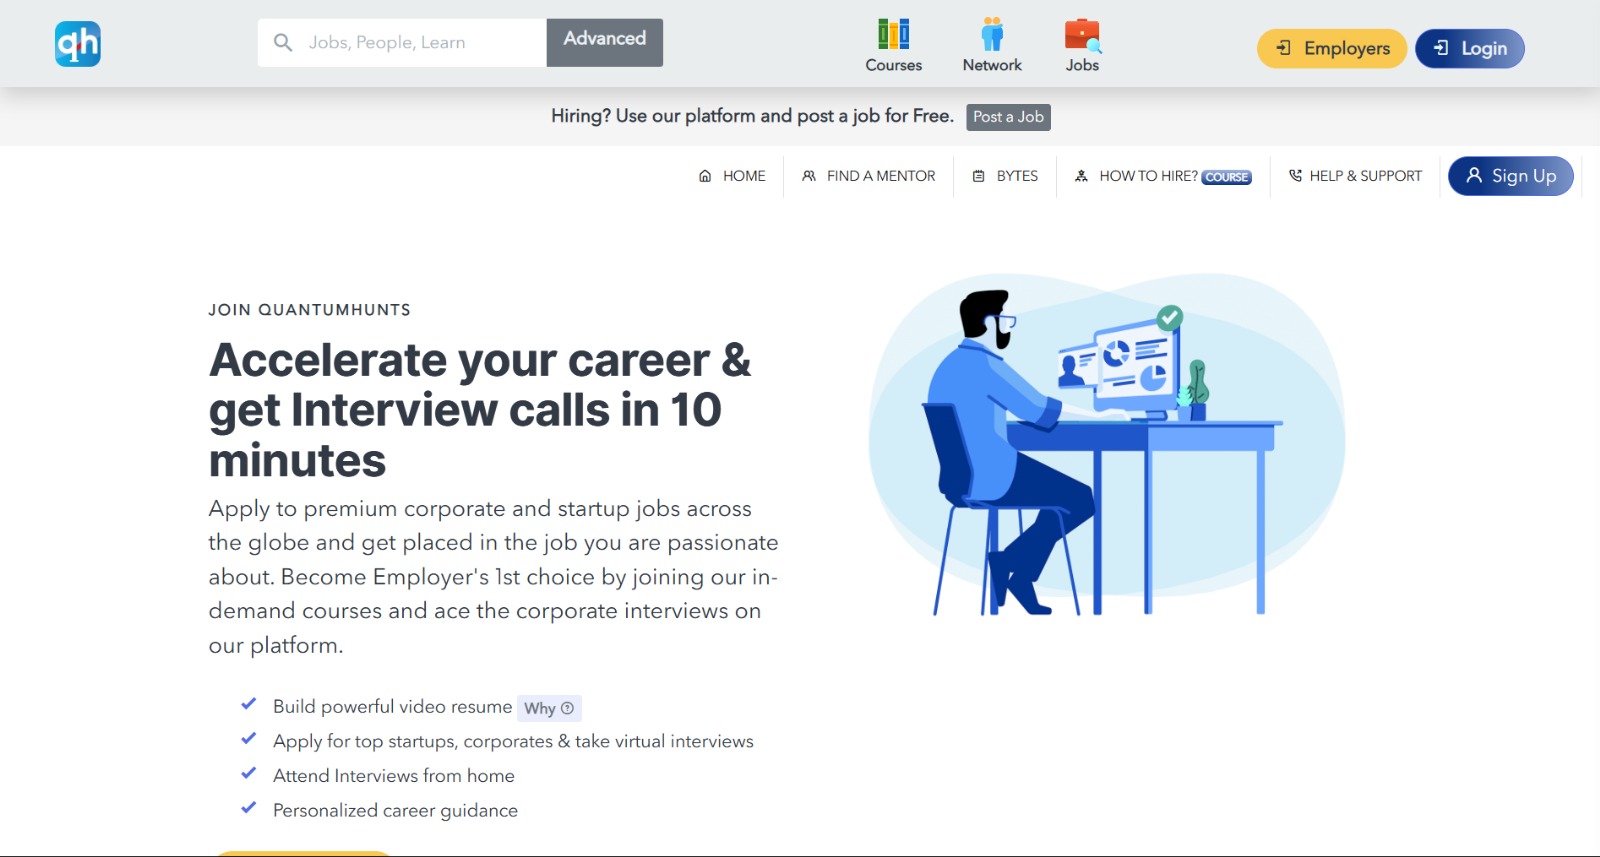 qh
Jobs, People, Learn
Advanced
Courses
Network
Jobs
Employers
Login
Hiring? Use our platform and post a job for Free.
Post a Job
HOME
FIND A MENTOR
BYTES
HOW TO HIRE? COURSE
HELP & SUPPORT
Sign Up
JOIN QUANTUMHUNTS
Accelerate your career &
get Interview calls in 10
minutes
Apply to premium corporate and startup jobs across
the globe and get placed in the job you are passionate
about. Become Employer's 1st choice by joining our in-
demand courses and ace the corporate interviews on
our platform.
Build powerful video resume Why ?
Apply for top startups, corporates & take virtual interviews
Attend Interviews from home
Personalized career guidance